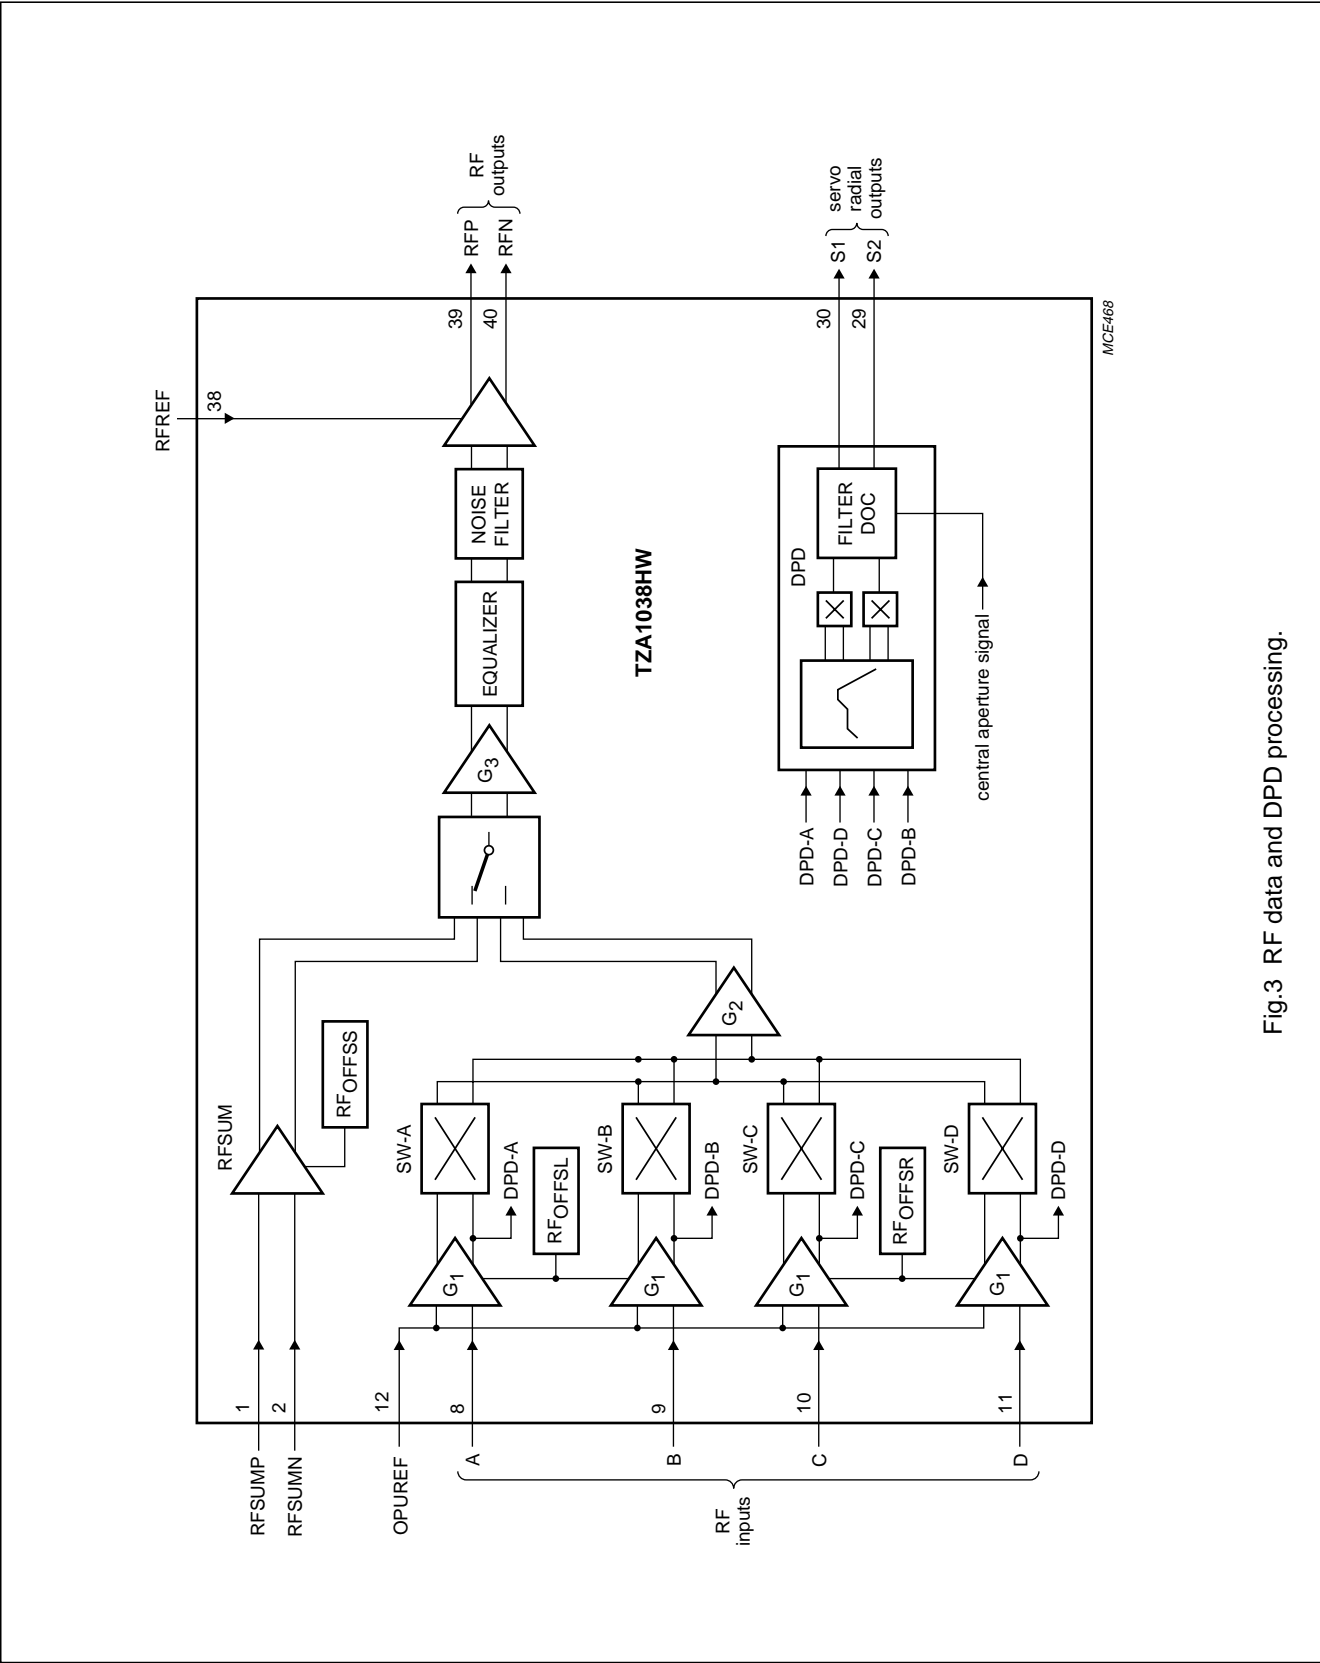 RFREF
38
RFSUMP
1
RFSUMN
2
RFSUM
RFOFFSS
OPUREF
12
A
8
B
9
C
10
D
11
RF
inputs
G1
G1
G1
G1
DPD-A
DPD-B
DPD-C
DPD-D
RFOFFSL
RFOFFSR
SW-A
SW-B
SW-C
SW-D
G2
G3
EQUALIZER
NOISE
FILTER
39
40
RFP
RFN
RF
outputs
TZA1038HW
DPD-A
DPD-D
DPD-C
DPD-B
DPD
FILTER
DOC
central aperture signal
30
29
S1
S2
servo
radial
outputs
MCE468
Fig.3 RF data and DPD processing.